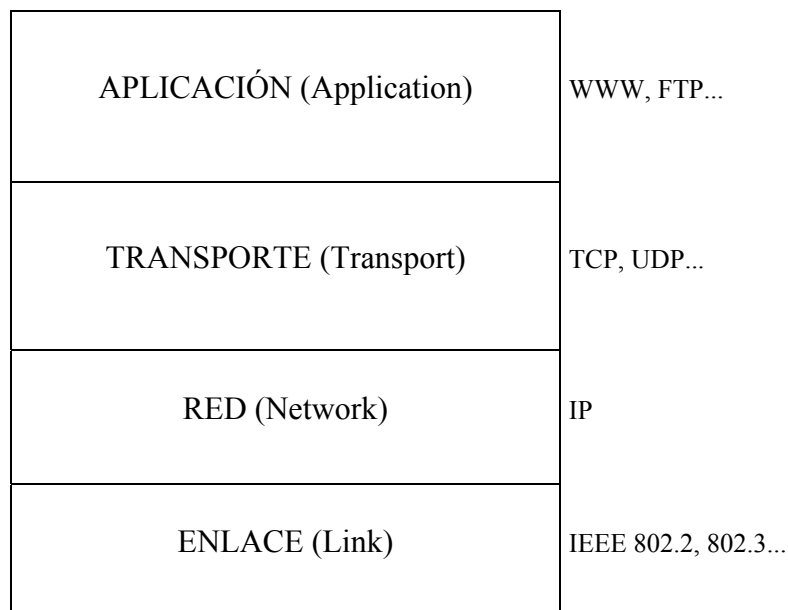 APLICACIÓN (Application) WWW, FTP...
TRANSPORTE (Transport) TCP, UDP...
RED (Network) IP
ENLACE (Link) IEEE 802.2, 802.3...